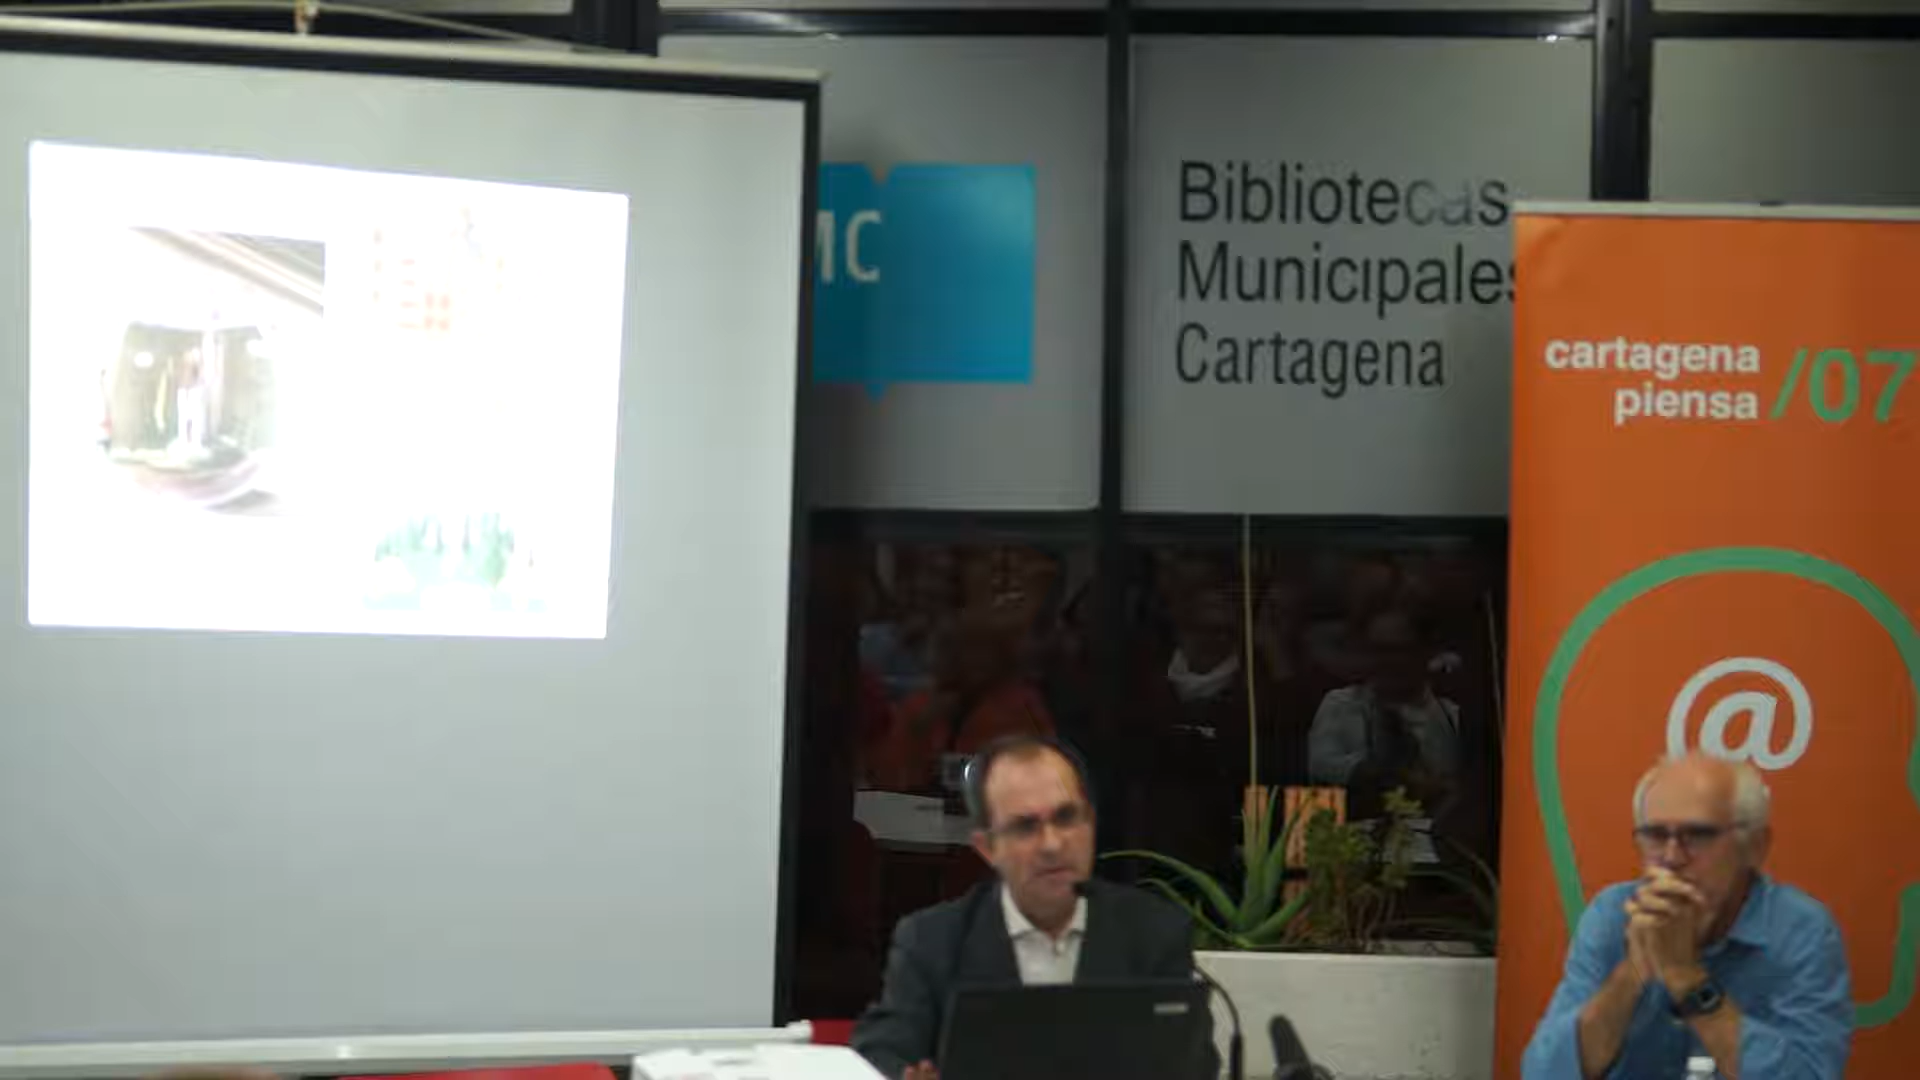 MC
Bibliotecas
Municipales
Cartagena
cartagena
piensa /07
@